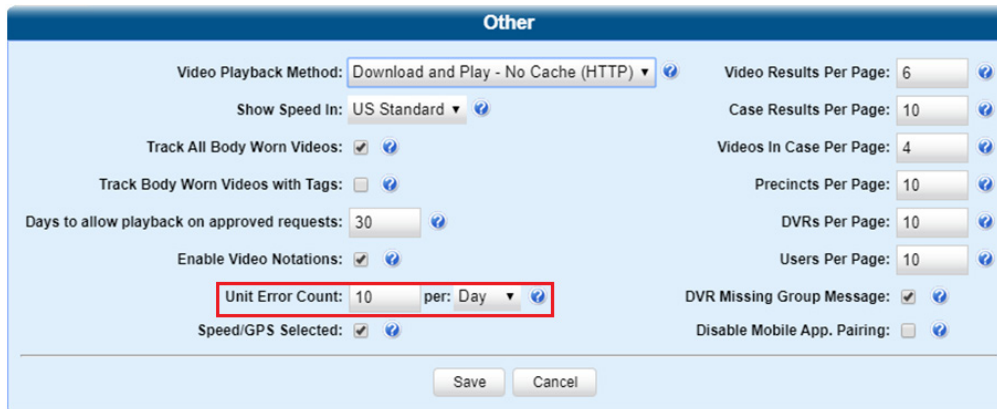 Other
Video Playback Method: Download and Play - No Cache (HTTP) Video Results Per Page: 6
Show Speed In: US Standard Case Results Per Page: 10
Track All Body Worn Videos: Videos In Case Per Page: 4
Track Body Worn Videos with Tags: Precincts Per Page: 10
Days to allow playback on approved requests: 30 DVRs Per Page: 10
Enable Video Notations: Users Per Page: 10
Unit Error Count: 10 per: Day DVR Missing Group Message:
Speed/GPS Selected: Disable Mobile App. Pairing:
Save Cancel